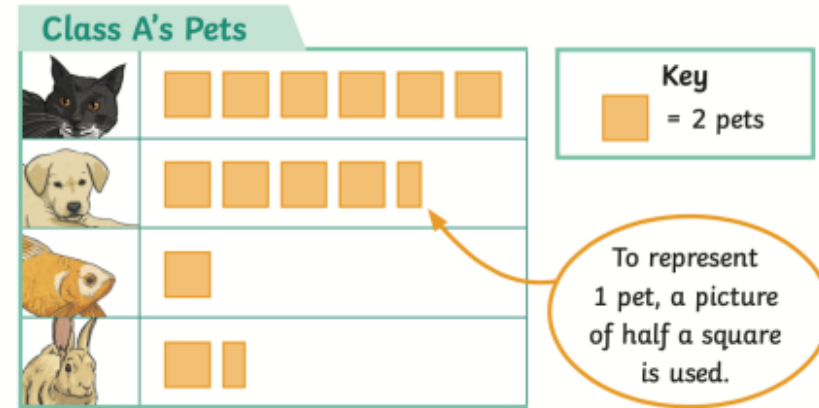 Class A's Pets
Key
= 2 pets
To represent
1 pet, a picture
of half a square
is used.